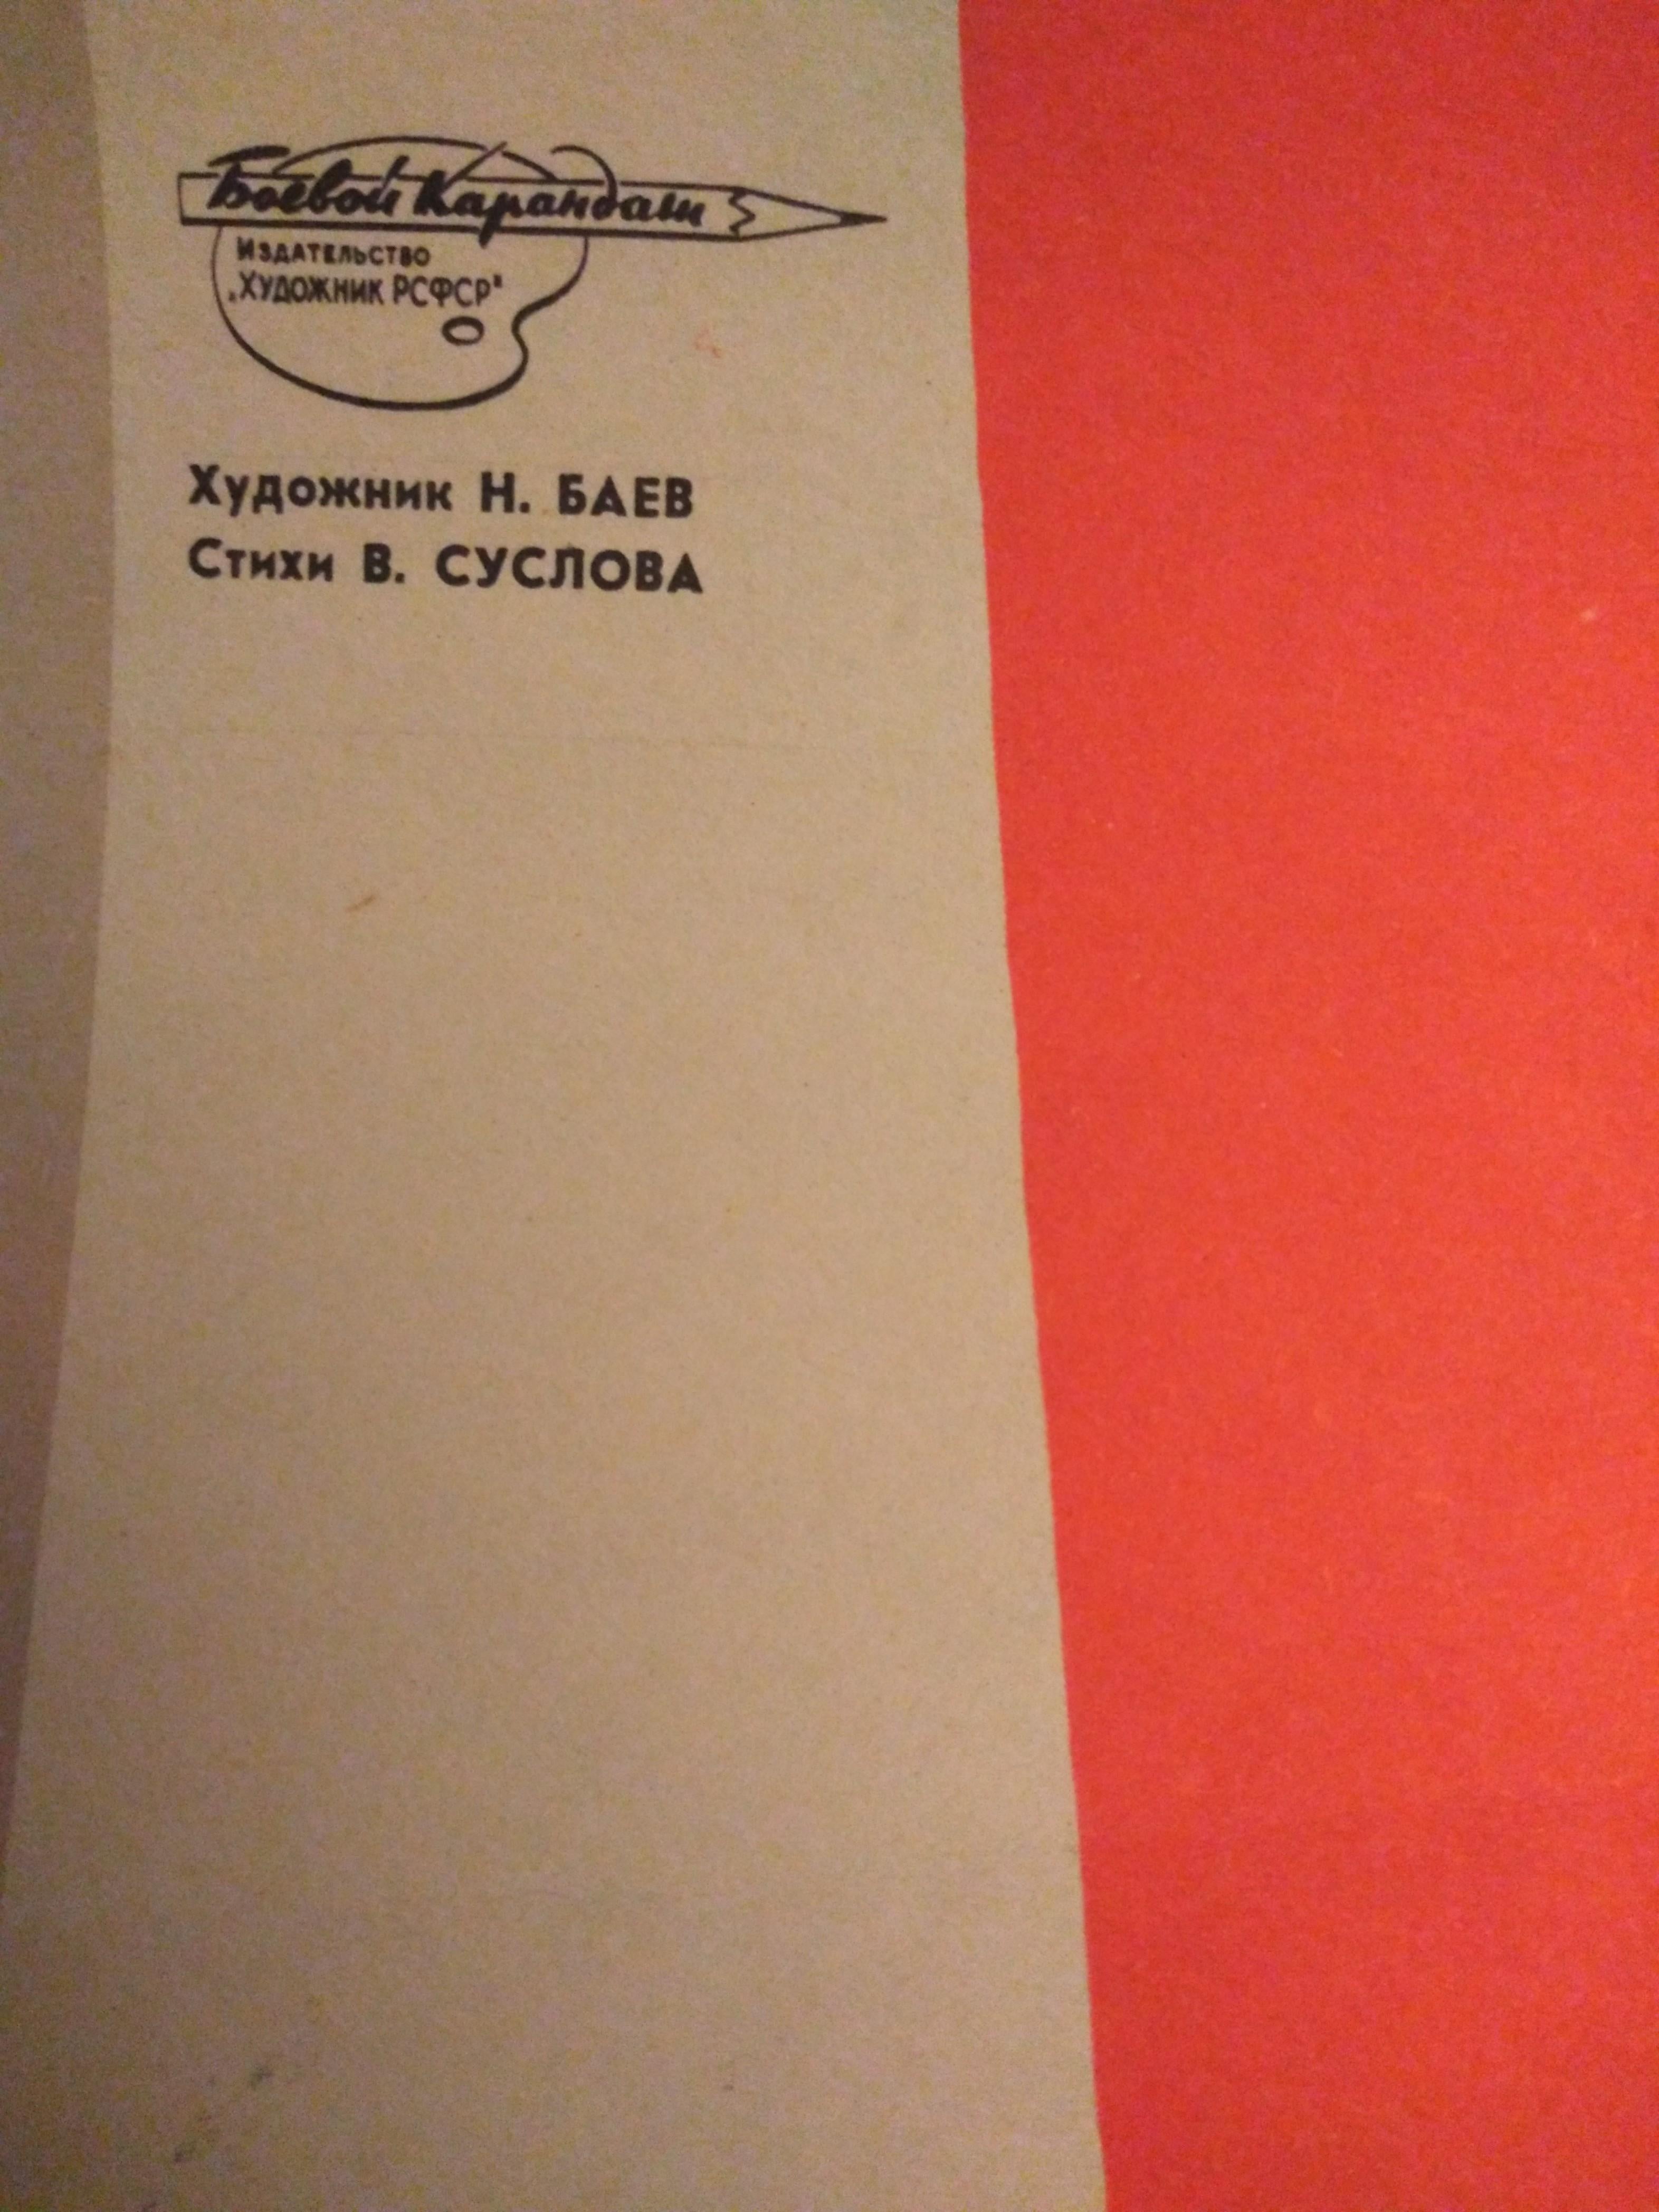 Боевой Карандаш
Издательство
„Художник РСФСР"
Художник Н. БАЕВ
Стихи В. СУСЛОВА